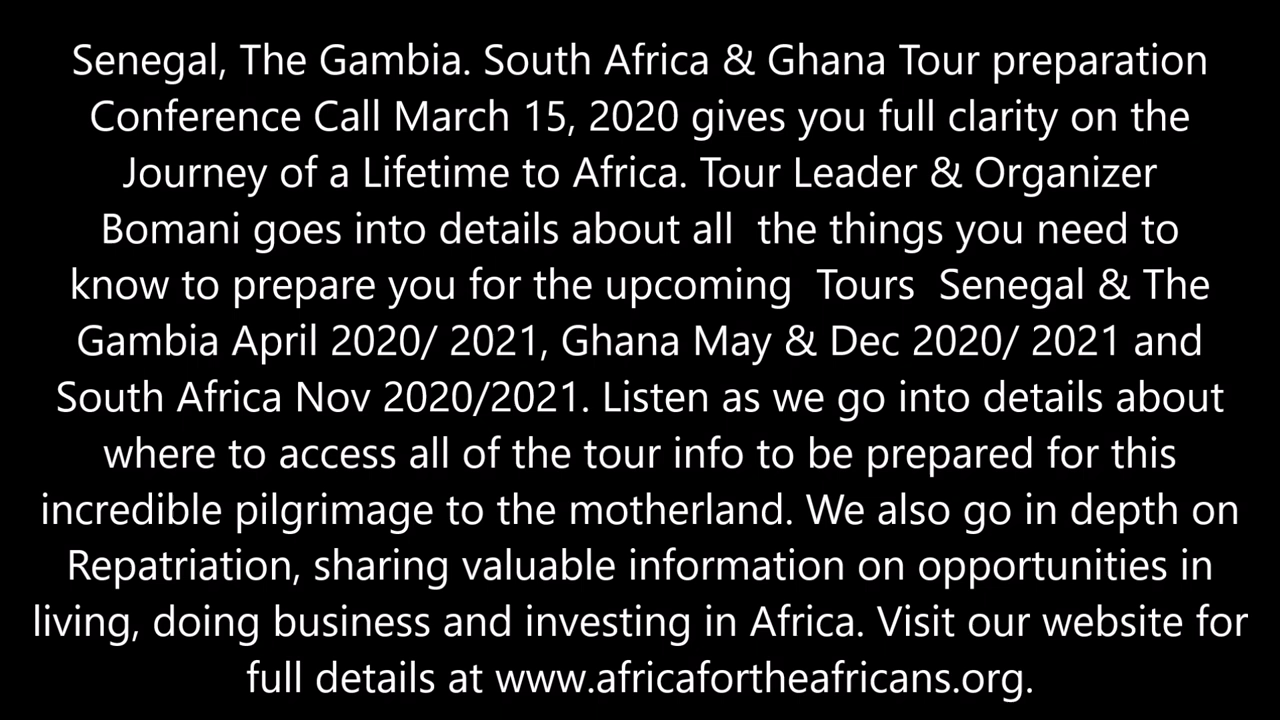 Senegal, The Gambia. South Africa & Ghana Tour preparation
Conference Call March 15, 2020 gives you full clarity on the
Journey of a Lifetime to Africa. Tour Leader & Organizer
Bomani goes into details about all  the things you need to
know to prepare you for the upcoming  Tours  Senegal & The
Gambia April 2020/ 2021, Ghana May & Dec 2020/ 2021 and
South Africa Nov 2020/2021. Listen as we go into details about
where to access all of the tour info to be prepared for this
incredible pilgrimage to the motherland. We also go in depth on
Repatriation, sharing valuable information on opportunities in
living, doing business and investing in Africa. Visit our website for
full details at www.africafortheafricans.org.